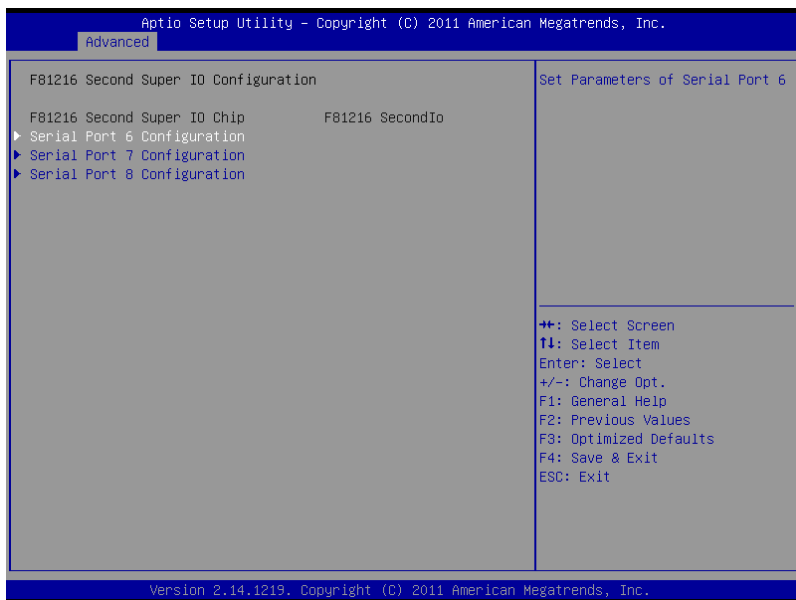 Aptio Setup Utility – Copyright (C) 2011 American Megatrends, Inc.
Advanced
F81216 Second Super IO Configuration
F81216 Second Super IO Chip F81216 SecondIo
Serial Port 6 Configuration
Serial Port 7 Configuration
Serial Port 8 Configuration
Set Parameters of Serial Port 6
→←: Select Screen
↑↓: Select Item
Enter: Select
+/-: Change Opt.
F1: General Help
F2: Previous Values
F3: Optimized Defaults
F4: Save & Exit
ESC: Exit
Version 2.14.1219. Copyright (C) 2011 American Megatrends, Inc.